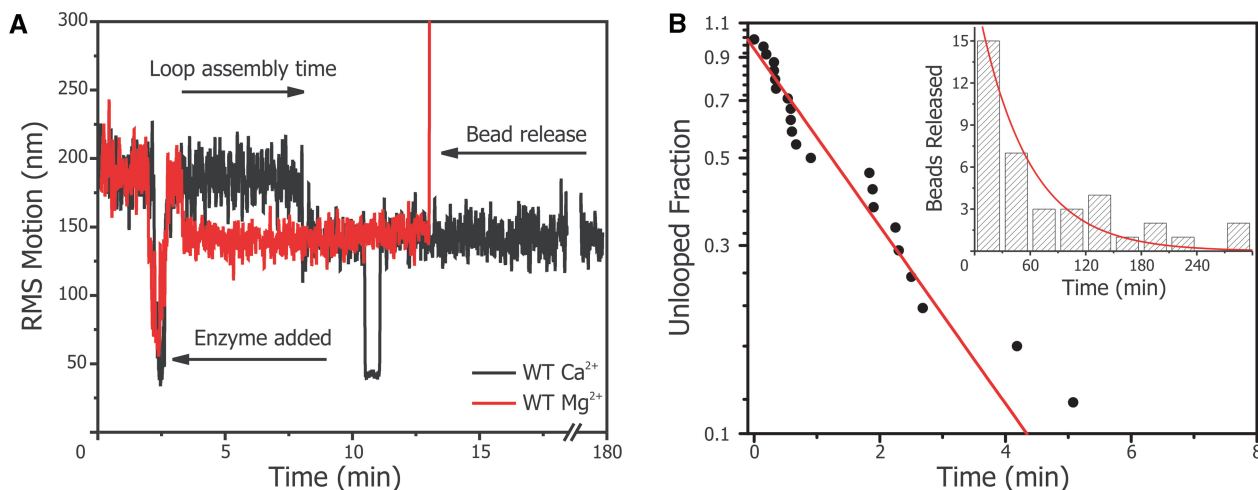 A
300
250
200
150
100
50
RMS Motion (nm)
Loop assembly time
Bead release
Enzyme added
WT Ca²⁺
WT Mg²⁺
0 5 10 15 180
Time (min)
B
1.1
0.9
0.7
0.5
0.3
0.1
Unlooped Fraction
0 2 4 6 8
Time (min)
15
12
9
6
3
Beads Released
0 60 120 180 240
Time (min)